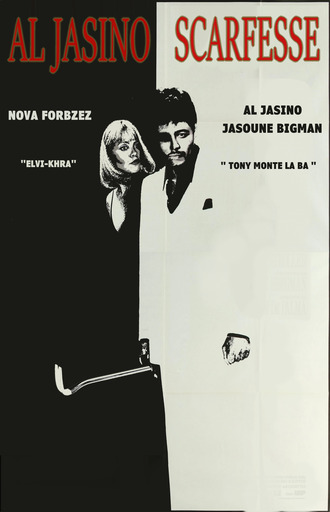 AL JASINO SCARFESSE
NOVA FORBZEZ
"ELVI-KHRA"
AL JASINO
JASOUNE BIGMAN
" TONY MONTE LA BA "